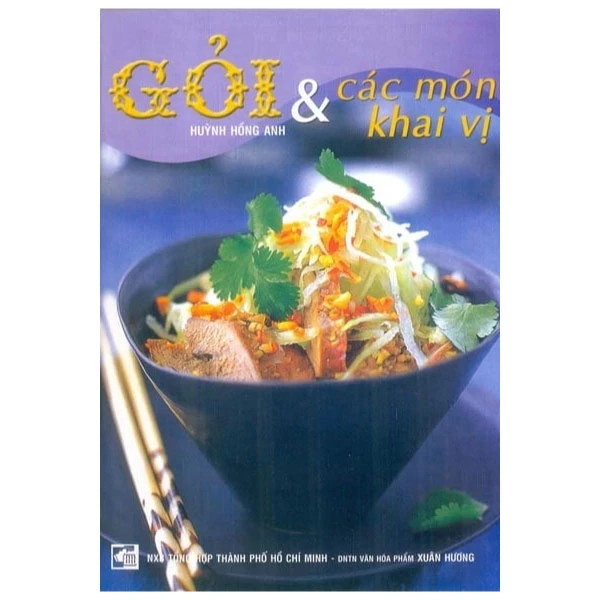 GỎI & các món
khai vị
HUỲNH HỒNG ANH
NXB TỔNG HỢP THÀNH PHỐ HỒ CHÍ MINH - DNTN VĂN HÓA PHẨM XUÂN HƯƠNG